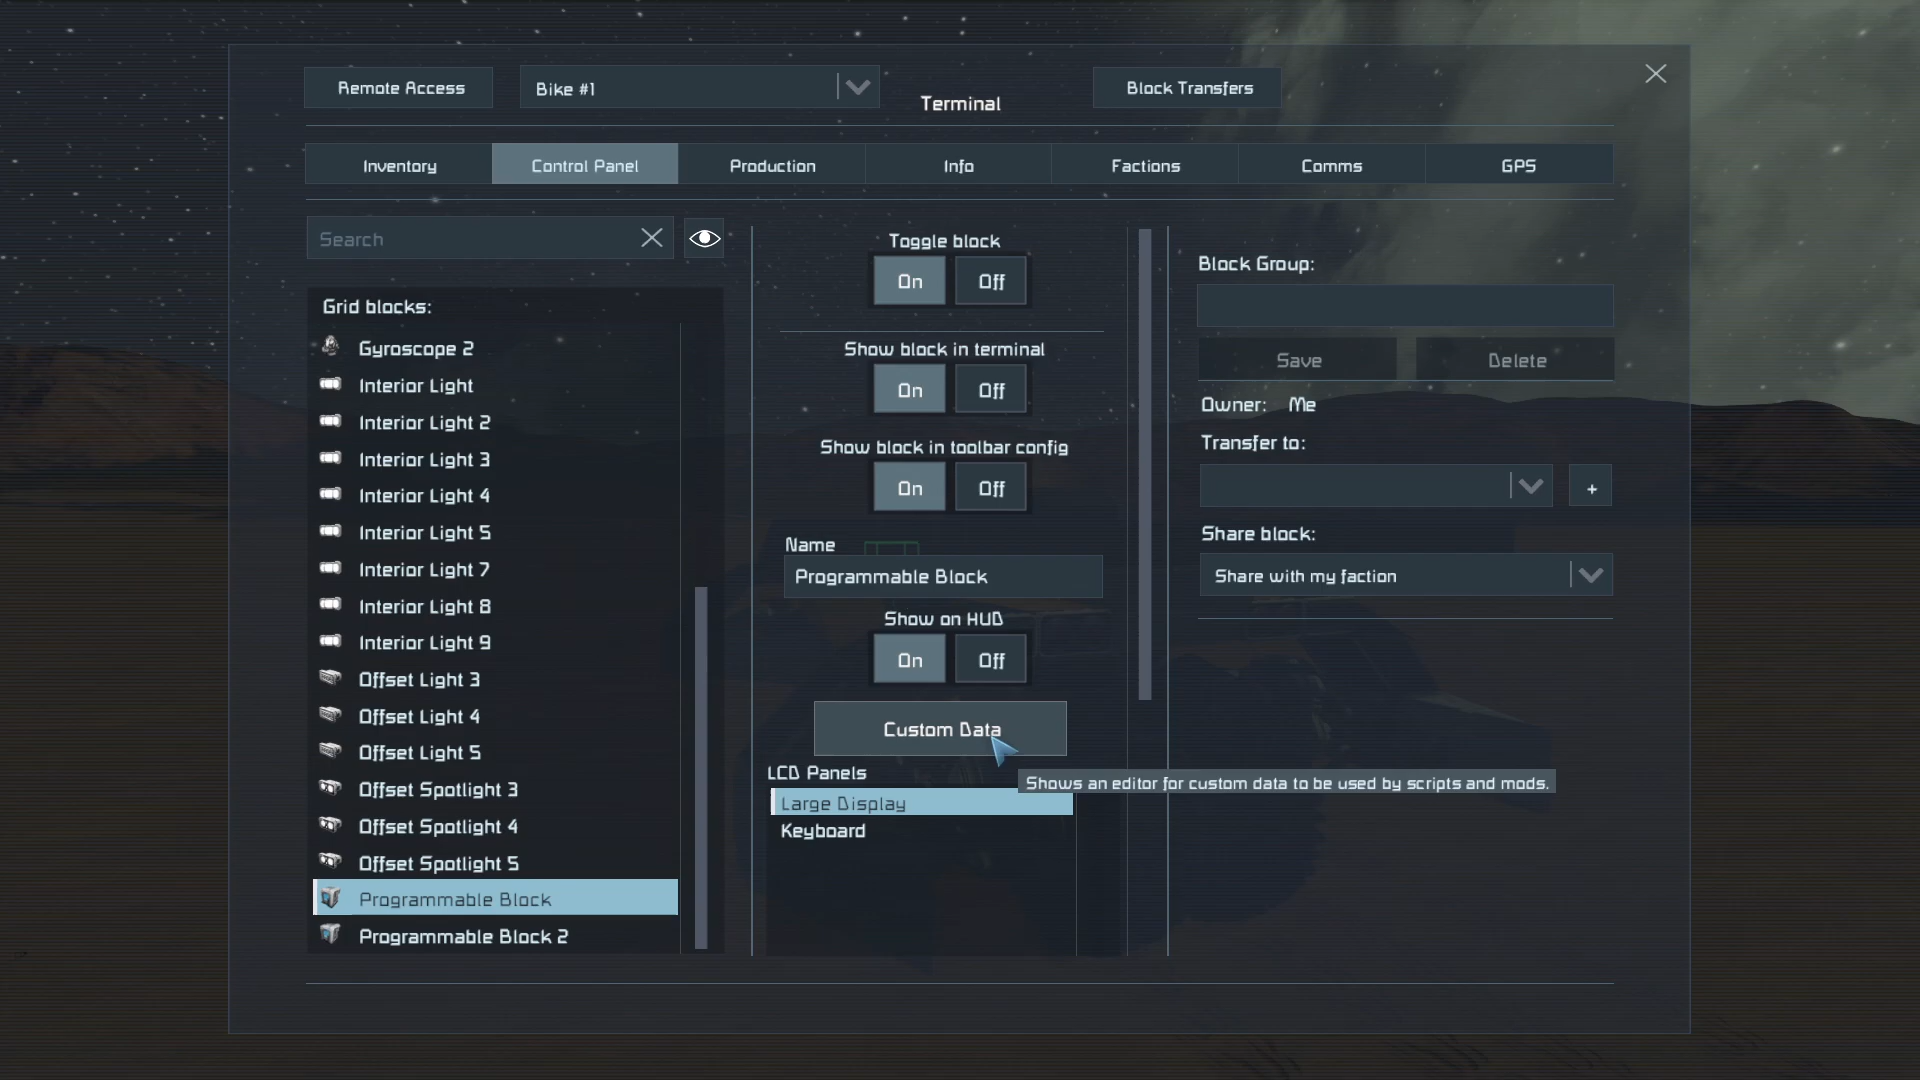 Remote Access
Bike #1
Terminal
Block Transfers
Inventory
Control Panel
Production
Info
Factions
Comms
GPS
Search
Grid blocks:
Gyroscope 2
Interior Light
Interior Light 2
Interior Light 3
Interior Light 4
Interior Light 5
Interior Light 7
Interior Light 8
Interior Light 9
Offset Light 3
Offset Light 4
Offset Light 5
Offset Spotlight 3
Offset Spotlight 4
Offset Spotlight 5
Programmable Block
Programmable Block 2
Toggle block
On Off
Show block in terminal
On Off
Show block in toolbar config
On Off
Name
Programmable Block
Show on HUD
On Off
Custom Data
Shows an editor for custom data to be used by scripts and mods.
LCD Panels
Large Display
Keyboard
Block Group:
Save
Delete
Owner: Me
Transfer to:
+
Share block:
Share with my faction